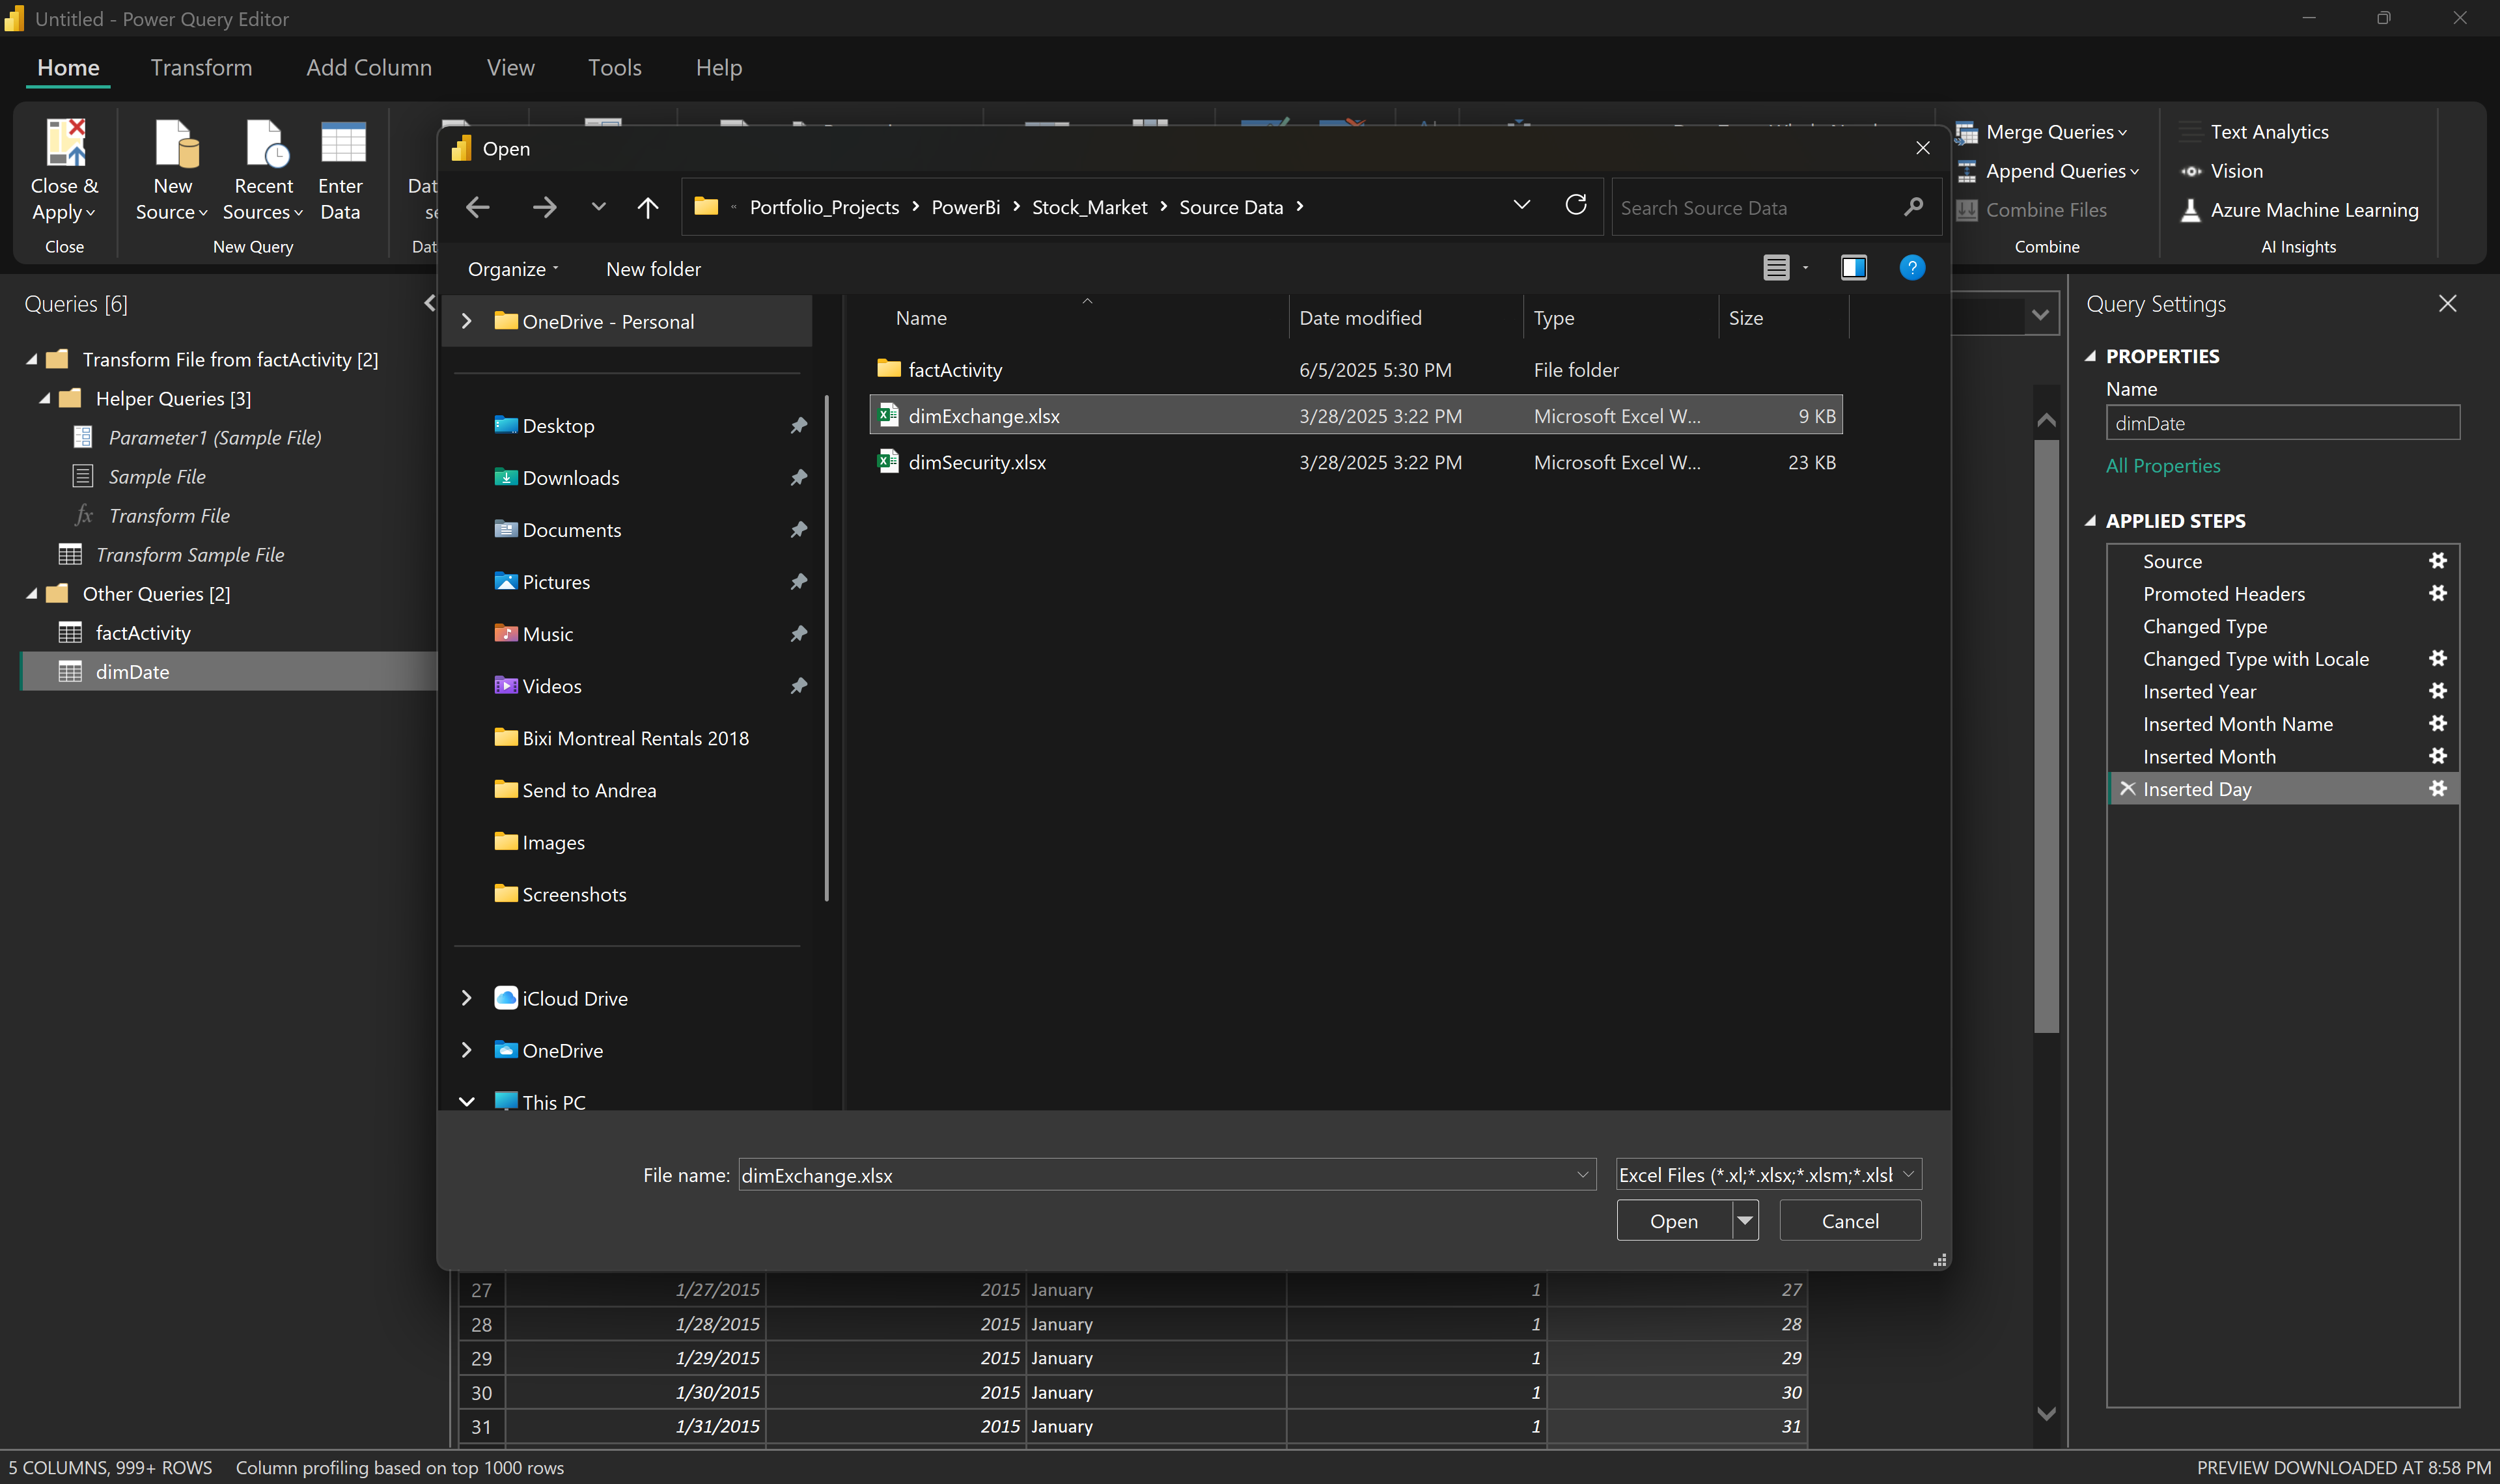 Untitled - Power Query Editor
Home Transform Add Column View Tools Help
Close & Apply
Close
New Source
Recent Sources
Enter Data
New Query
Merge Queries
Append Queries
Combine Files
Combine
Text Analytics
Vision
Azure Machine Learning
AI Insights
Queries [6]
Transform File from factActivity [2]
Helper Queries [3]
Parameter1 (Sample File)
Sample File
fx Transform File
Transform Sample File
Other Queries [2]
factActivity
dimDate
Open
« Portfolio_Projects > PowerBi > Stock_Market > Source Data >
Search Source Data
Organize New folder
OneDrive - Personal
Desktop
Downloads
Documents
Pictures
Music
Videos
Bixi Montreal Rentals 2018
Send to Andrea
Images
Screenshots
iCloud Drive
OneDrive
This PC
Name Date modified Type Size
factActivity 6/5/2025 5:30 PM File folder
dimExchange.xlsx 3/28/2025 3:22 PM Microsoft Excel W... 9 KB
dimSecurity.xlsx 3/28/2025 3:22 PM Microsoft Excel W... 23 KB
File name: dimExchange.xlsx
Excel Files (*.xl;*.xlsx;*.xlsm;*.xlsb
Open Cancel
27 1/27/2015 2015 January 1 27
28 1/28/2015 2015 January 1 28
29 1/29/2015 2015 January 1 29
30 1/30/2015 2015 January 1 30
31 1/31/2015 2015 January 1 31
Query Settings
PROPERTIES
Name
dimDate
All Properties
APPLIED STEPS
Source
Promoted Headers
Changed Type
Changed Type with Locale
Inserted Year
Inserted Month Name
Inserted Month
Inserted Day
5 COLUMNS, 999+ ROWS Column profiling based on top 1000 rows
PREVIEW DOWNLOADED AT 8:58 PM